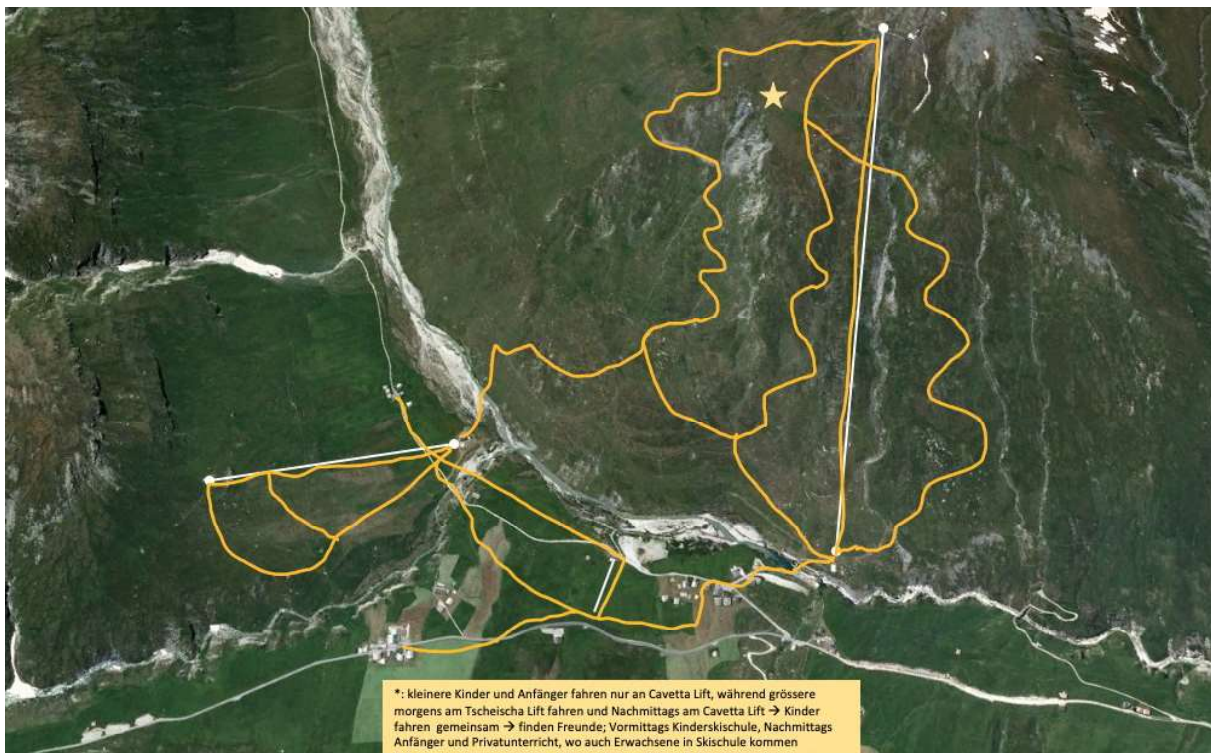 *: kleinere Kinder und Anfänger fahren nur an Cavetta Lift, während grössere
morgens am Tscheischa Lift fahren und Nachmittags am Cavetta Lift → Kinder
fahren gemeinsam → finden Freunde; Vormittags Kinderskischule, Nachmittags
Anfänger und Privatunterricht, wo auch Erwachsene in Skischule kommen